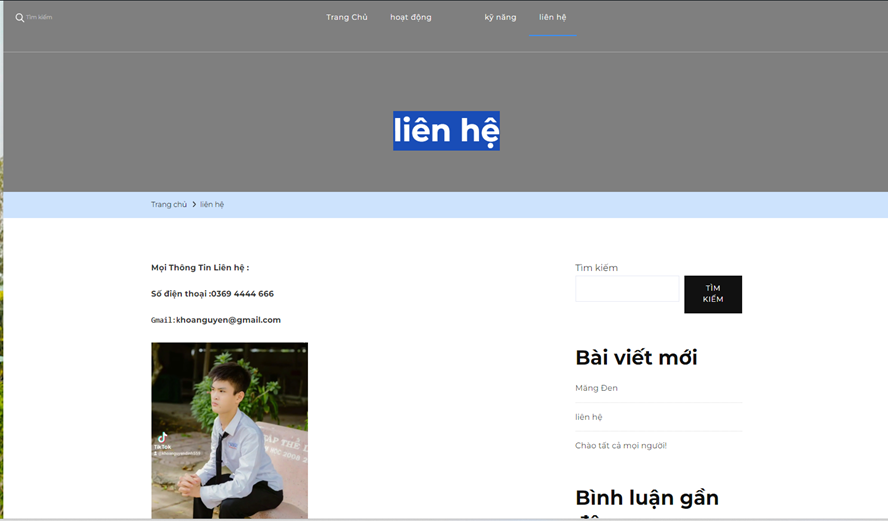 Tìm kiếm
Trang Chủ
hoạt động
kỹ năng
liên hệ
liên hệ
Trang chủ > liên hệ
Mọi Thông Tin Liên hệ :
Số điện thoại :0369 4444 666
Gmail:khoanguyen@gmail.com
TikTok
Tìm kiếm
TÌM
KIẾM
Bài viết mới
Măng Đen
liên hệ
Chào tất cả mọi người!
Bình luận gần